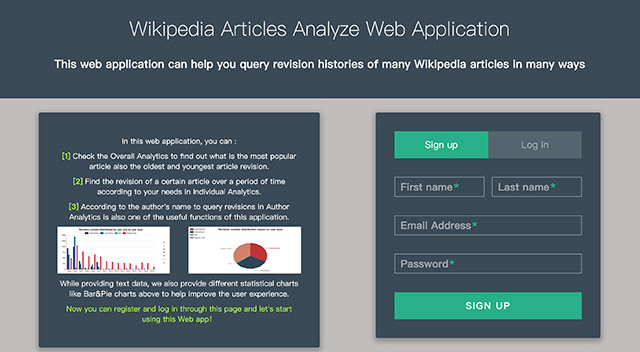 Wikipedia Articles Analyze Web Application
This web application can help you query revision histories of many Wikipedia articles in many ways
In this web application, you can :
[1] Check the Overall Analytics to find out what is the most popular
article also the oldest and youngest article revision.
[2] Find the revision of a certain article over a period of time
according to your needs in Individual Analytics.
[3] According to the author's name to query revisions in Author
Analytics is also one of the useful functions of this application.
While providing text data, we also provide different statistical charts
like Bar&Pie charts above to help improve the user experience.
Now you can register and log in through this page and let's start
using this Web app!
Sign up
Log in
First name*
Last name*
Email Address*
Password*
SIGN UP